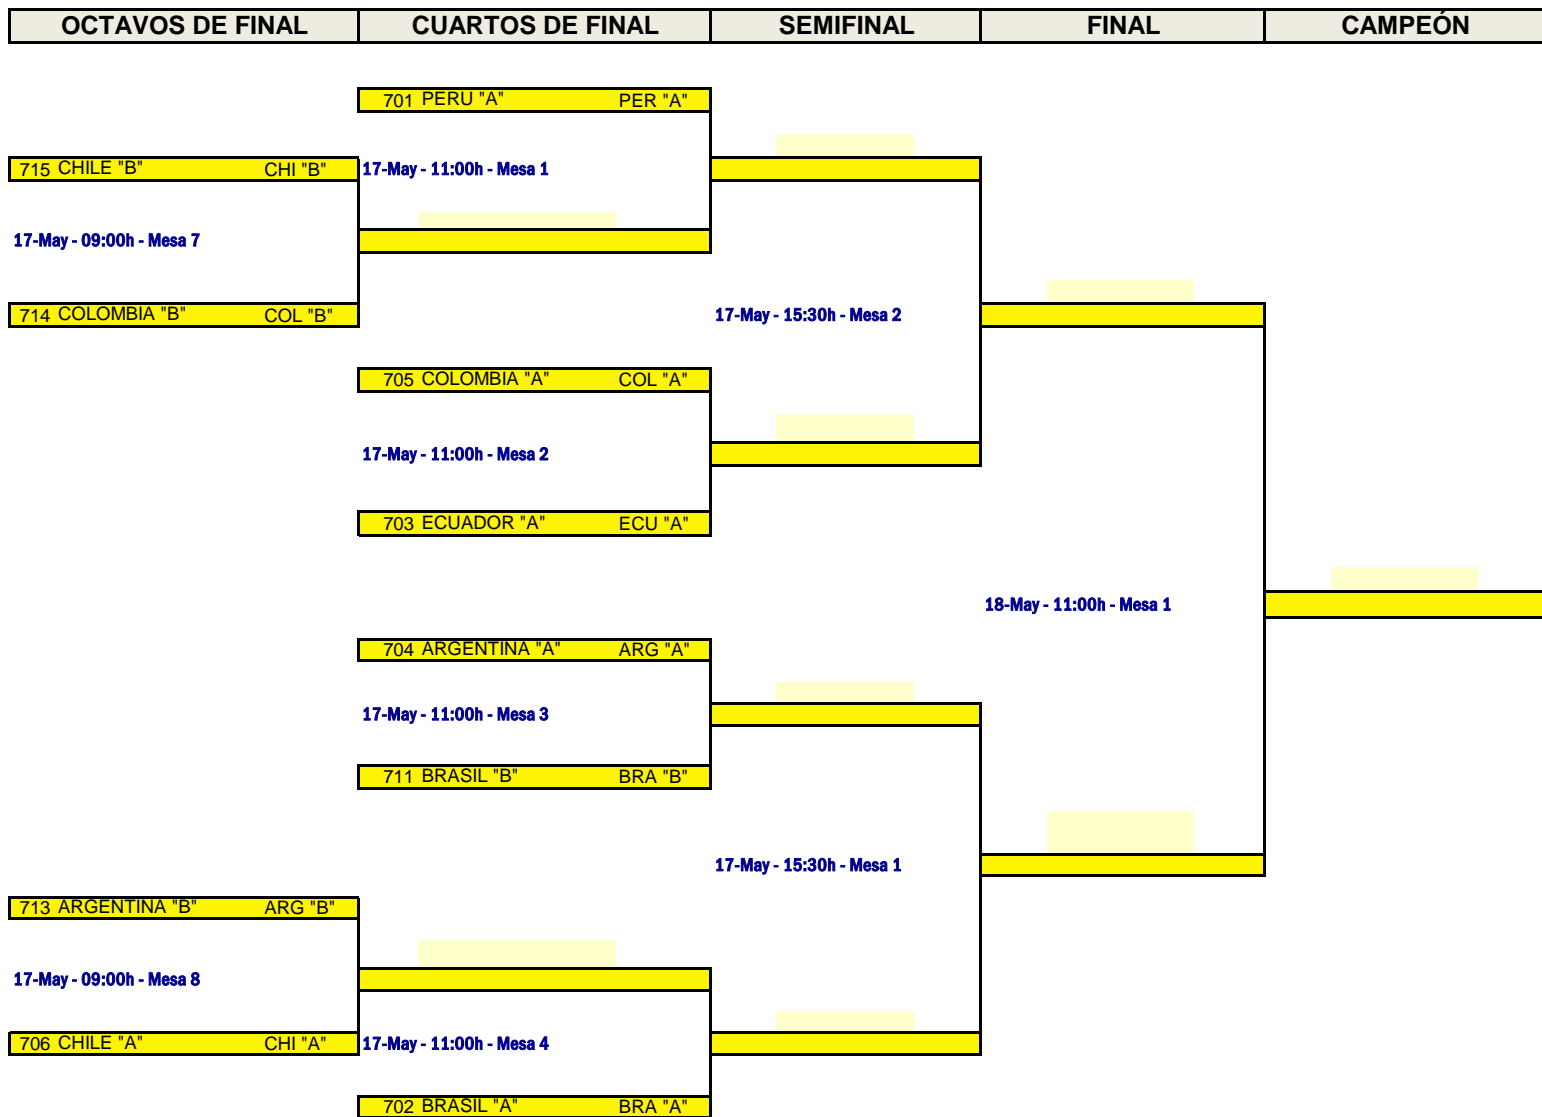 OCTAVOS DE FINAL CUARTOS DE FINAL SEMIFINAL FINAL CAMPEÓN
701 PERU "A" PER "A"
715 CHILE "B" CHI "B" 17-May - 11:00h - Mesa 1
17-May - 09:00h - Mesa 7
714 COLOMBIA "B" COL "B" 17-May - 15:30h - Mesa 2
705 COLOMBIA "A" COL "A"
17-May - 11:00h - Mesa 2
703 ECUADOR "A" ECU "A"
18-May - 11:00h - Mesa 1
704 ARGENTINA "A" ARG "A"
17-May - 11:00h - Mesa 3
711 BRASIL "B" BRA "B"
17-May - 15:30h - Mesa 1
713 ARGENTINA "B" ARG "B"
17-May - 09:00h - Mesa 8
706 CHILE "A" CHI "A" 17-May - 11:00h - Mesa 4
702 BRASIL "A" BRA "A"